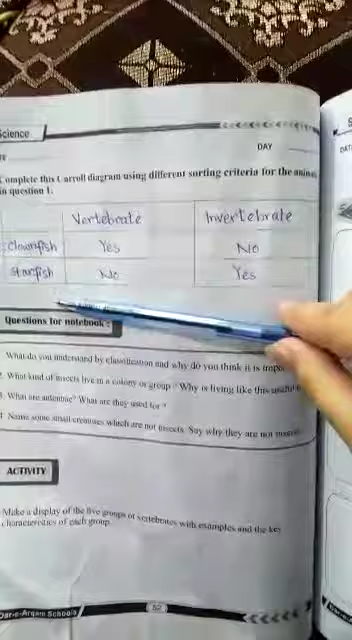 Science
DAY
Complete this Carroll diagram using different sorting criteria for the
in question 1.
Vertebrate Invertebrate
Clownfish Yes No
Starfish No Yes
Questions for notebook:
What do you understand by classification and why do you think it is
What kind of insects live in a colony or group? Why is living like this useful
3. What are antennae? What are they used for?
4 Name some small creatures which are not insects. Say why they are not
ACTIVITY
Make a display of the five groups of vertebrates with examples and the key
characteristics of each group.
Dar-e-Arqam Schools
52